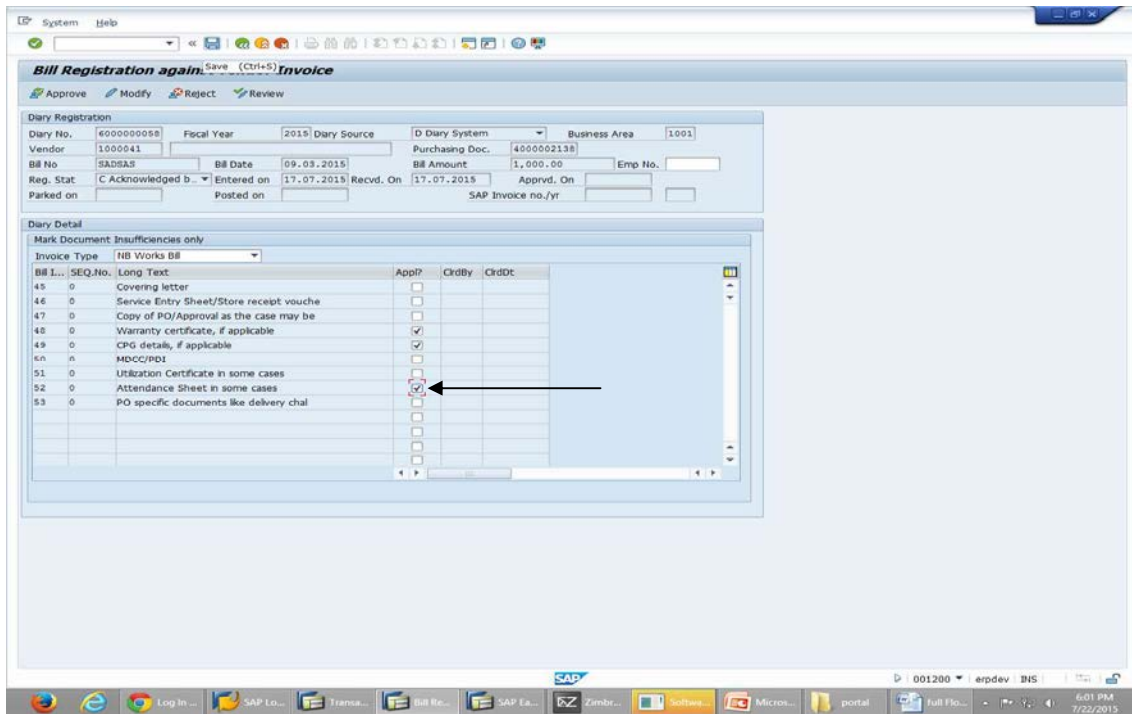 System Help
Save (Ctrl+S)
Bill Registration again Invoice
Approve Modify Reject Review
Diary Registration
Diary No. 6000000058 Fiscal Year 2015 Diary Source D Diary System Business Area 1001
Vendor 1000041 Purchasing Doc. 4000002138
Bill No SADSAS Bill Date 09.03.2015 Bill Amount 1,000.00 Emp No.
Reg. Stat C Acknowledged b.. Entered on 17.07.2015 Recvd. On 17.07.2015 Apprvd. On
Parked on Posted on SAP Invoice no./yr
Diary Detail
Mark Document Insufficiencies only
Invoice Type NB Works Bill
Bill I... SEQ.No. Long Text Appl? ClrdBy ClrdDt
45 0 Covering letter
46 0 Service Entry Sheet/Store receipt vouche
47 0 Copy of PO/Approval as the case may be
48 0 Warranty certificate, if applicable
49 0 CPG details, if applicable
50 0 MDCC/PDI
51 0 Utilization Certificate in some cases
52 0 Attendance Sheet in some cases
53 0 PO specific documents like delivery chal
SAP 001200 erpdev INS
Log In ... SAP Lo... Transa... Bill Re... SAP Ea... Zimbr... Softwa... Micros... portal full Flo... 6:01 PM
7/22/2015